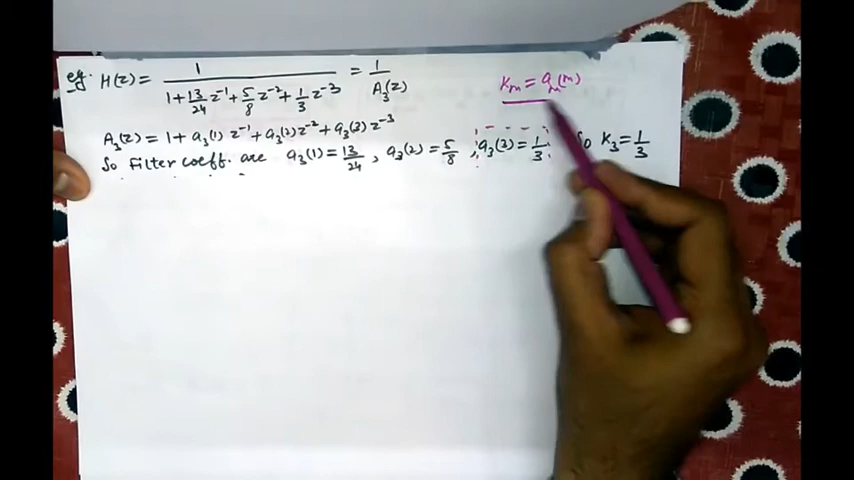 eg. H(z) = 1 / (1 + 13/24 z⁻¹ + 5/8 z⁻² + 1/3 z⁻³) = 1 / A₃(z)
Kₘ = aₘ(m)
A₃(z) = 1 + a₃(1) z⁻¹ + a₃(2) z⁻² + a₃(3) z⁻³
So Filter coeff. are a₃(1) = 13/24, a₃(2) = 5/8, a₃(3) = 1/3 So K₃ = 1/3